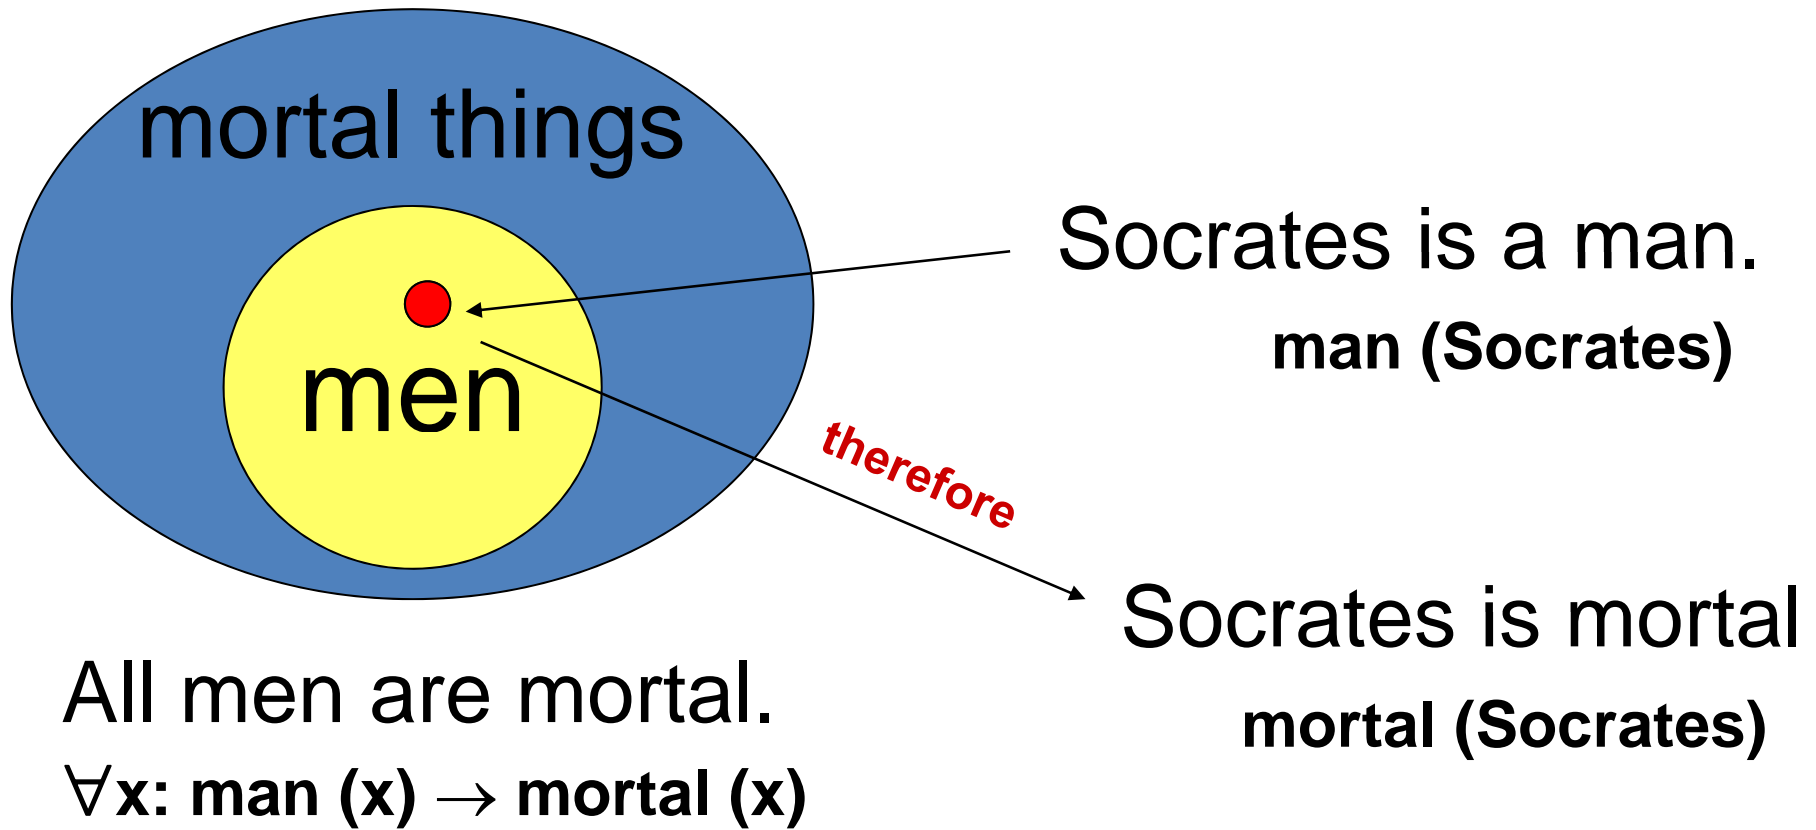 mortal things
men
Socrates is a man.
man (Socrates)
therefore
Socrates is mortal
mortal (Socrates)
All men are mortal.
∀x: man (x) → mortal (x)